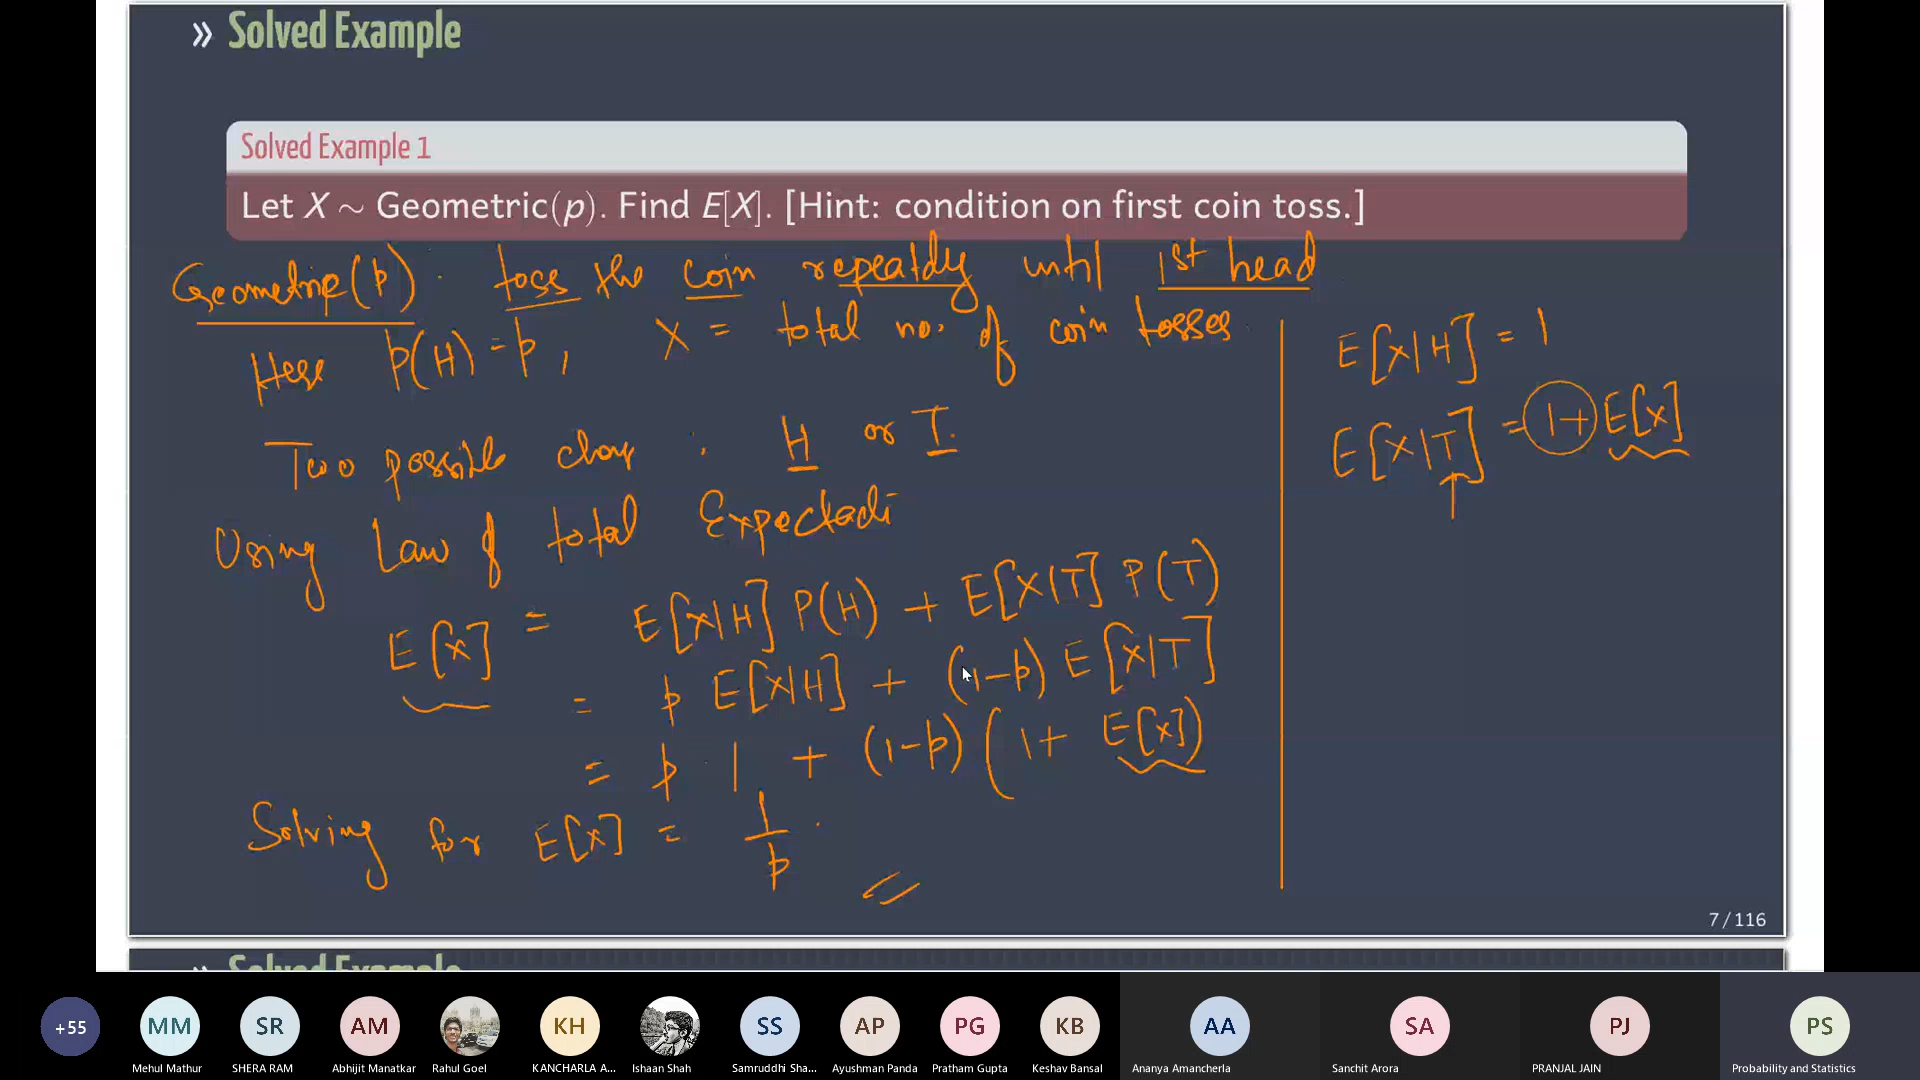 » Solved Example
Solved Example 1
Let X ~ Geometric(p). Find E[X]. [Hint: condition on first coin toss.]
Geometric(p). toss the coin repeatdly until 1st head
Here p(H) = p, X = total no. of coin tosses
Two possible : H or T.
Using Law of total Expectati
E[X] = E[X|H] P(H) + E[X|T] P(T)
= p E[X|H] + (1-p) E[X|T]
= p 1 + (1-p) (1+ E[X])
Solving for E[X] = 1/p.
E[X|H] = 1
E[X|T] = 1+ E[X]
7 / 116
» Solved Example
+55
MM
SR
AM
KH
SS
AP
PG
KB
AA
SA
PJ
PS
Mehul Mathur
SHERA RAM
Abhijit Manatkar
Rahul Goel
KANCHARLA A...
Ishaan Shah
Samruddhi Sha...
Ayushman Panda
Pratham Gupta
Keshav Bansal
Ananya Amancherla
Sanchit Arora
PRANJAL JAIN
Probability and Statistics